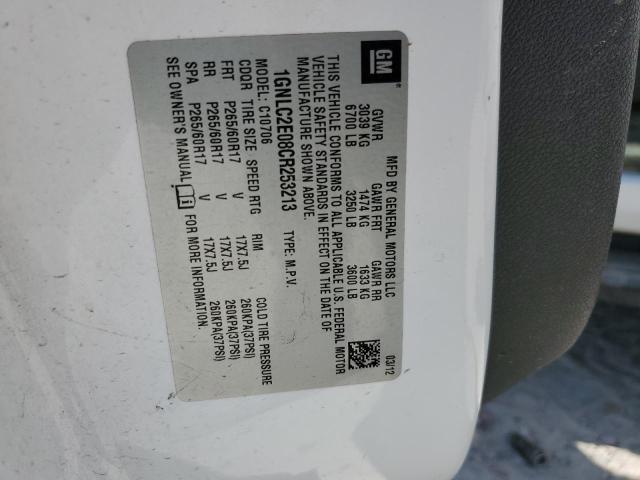 GM
®
MFD BY GENERAL MOTORS LLC
03/12
GVWR GAWR FRT GAWR RR
3039 KG 1474 KG 1633 KG
6700 LB 3250 LB 3600 LB
THIS VEHICLE CONFORMS TO ALL APPLICABLE U.S. FEDERAL MOTOR
VEHICLE SAFETY STANDARDS IN EFFECT ON THE DATE OF
MANUFACTURE SHOWN ABOVE.
1GNLC2E08CR253213 TYPE: M.P.V.
MODEL: C10706
CDQR TIRE SIZE SPEED RTG RIM COLD TIRE PRESSURE
FRT P265/60R17 V 17X7.5J 260KPA(37PSI)
RR P265/60R17 V 17X7.5J 260KPA(37PSI)
SPA P265/60R17 V 17X7.5J 260KPA(37PSI)
SEE OWNER'S MANUAL i FOR MORE INFORMATION.